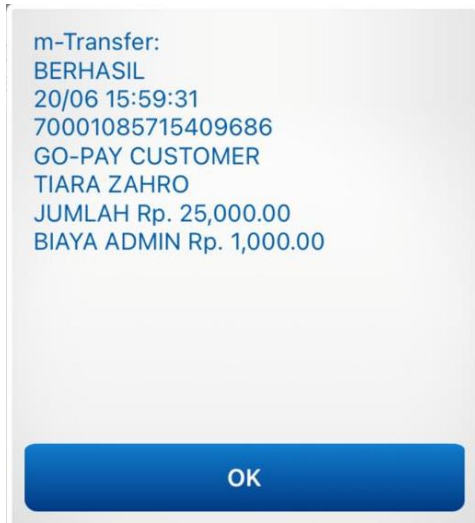 m-Transfer:
BERHASIL
20/06 15:59:31
70001085715409686
GO-PAY CUSTOMER
TIARA ZAHRO
JUMLAH Rp. 25,000.00
BIAYA ADMIN Rp. 1,000.00
OK